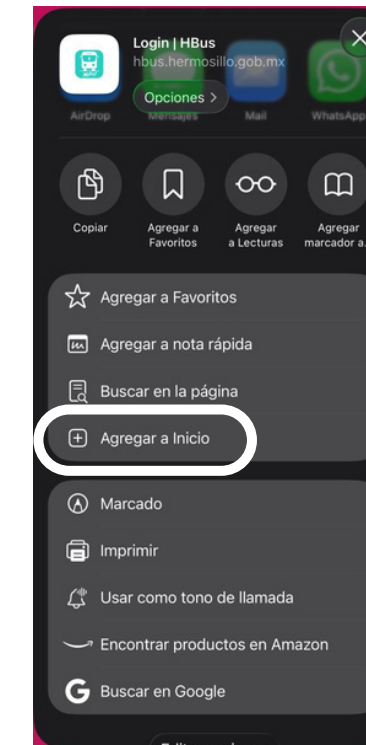 Login | HBus
hbus.hermosillo.gob.mx
Opciones >
AirDrop
Mensajes
Mail
WhatsApp
Copiar
Agregar a
Favoritos
Agregar
a Lecturas
Agregar
marcador a
Agregar a Favoritos
Agregar a nota rápida
Buscar en la página
Agregar a Inicio
Marcado
Imprimir
Usar como tono de llamada
Encontrar productos en Amazon
Buscar en Google